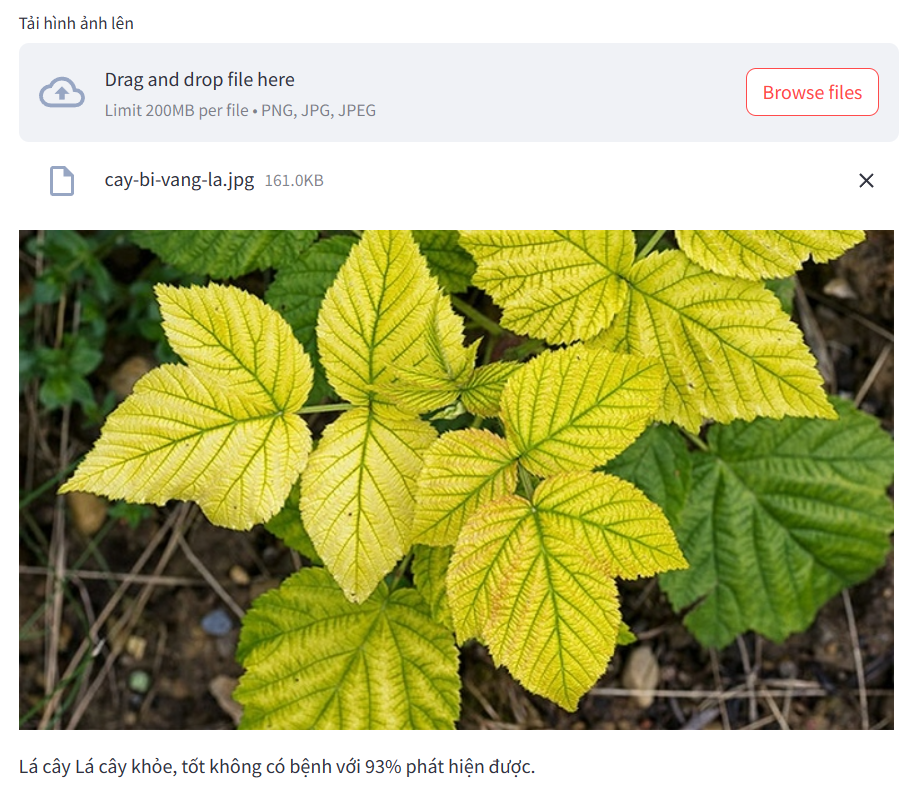 Tải hình ảnh lên
Drag and drop file here
Limit 200MB per file • PNG, JPG, JPEG
Browse files
cay-bi-vang-la.jpg 161.0KB
Lá cây Lá cây khỏe, tốt không có bệnh với 93% phát hiện được.